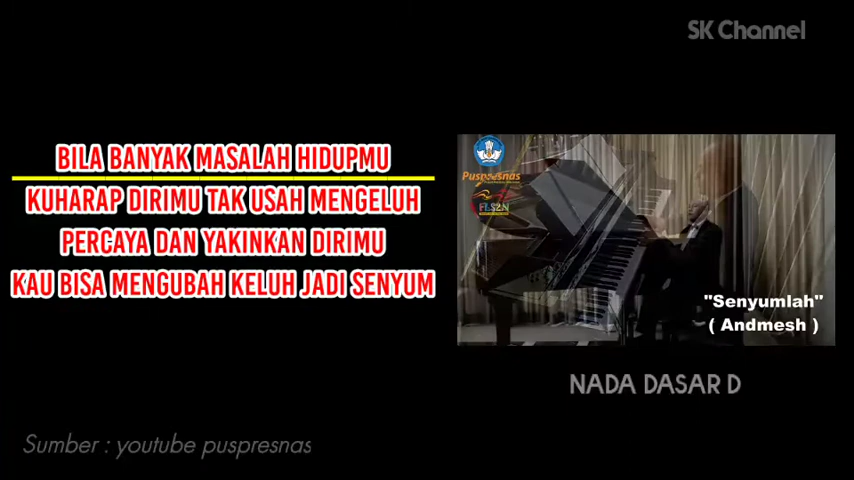 SK Channel
BILA BANYAK MASALAH HIDUPMU
KUHARAP DIRIMU TAK USAH MENGELUH
PERCAYA DAN YAKINKAN DIRIMU
KAU BISA MENGUBAH KELUH JADI SENYUM
Puspresnas
FLS2N
"Senyumlah"
( Andmesh )
NADA DASAR D
Sumber : youtube puspresnas